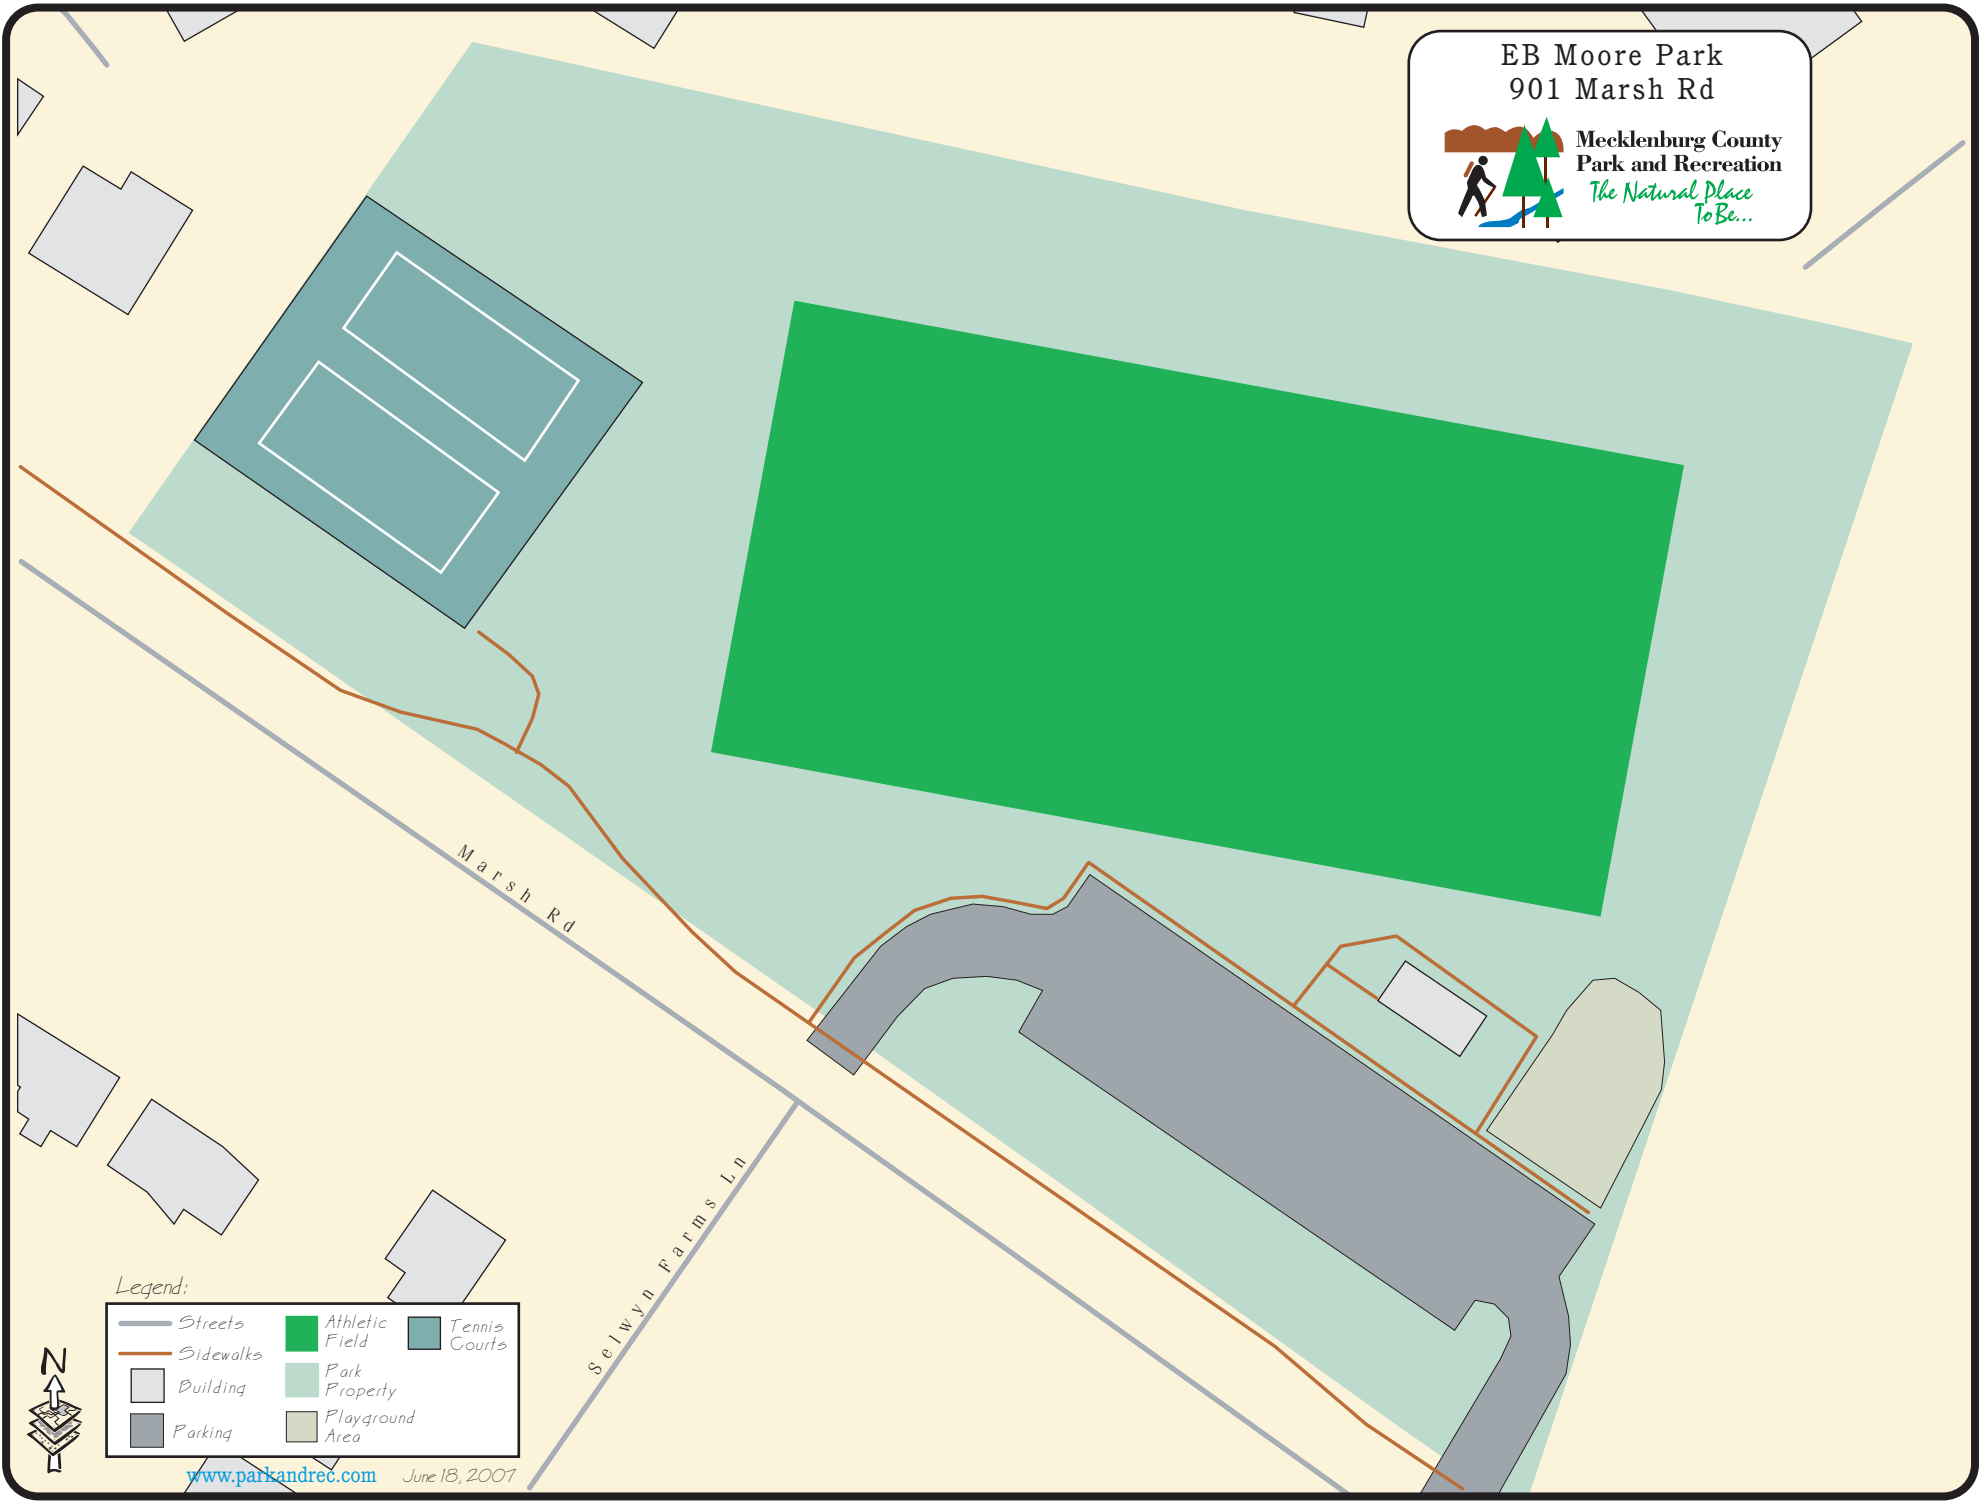 EB Moore Park
901 Marsh Rd
Mecklenburg County
Park and Recreation
The Natural Place
To Be...
Marsh Rd
Selwyn Farms Ln
Legend:
Streets
Sidewalks
Building
Parking
Athletic
Field
Park
Property
Playground
Area
Tennis
Courts
N
www.parkandrec.com
June 18, 2007